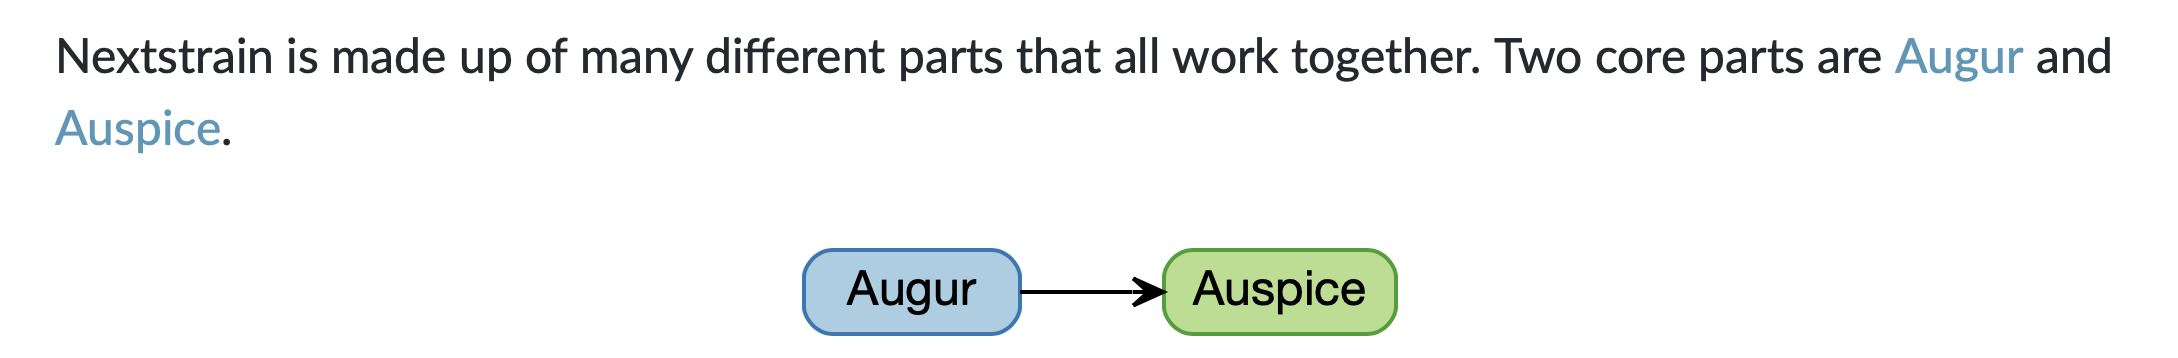 Nextstrain is made up of many different parts that all work together. Two core parts are Augur and
Auspice.
Augur
Auspice